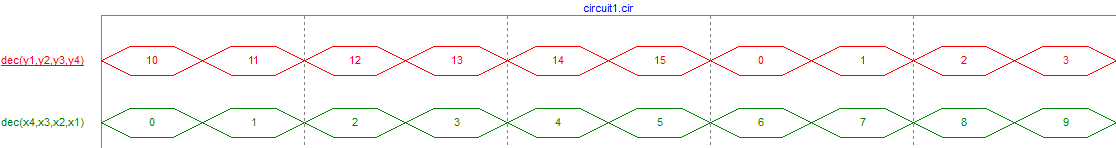 circuit1.cir
dec(y1,y2,y3,y4) 10 11 12 13 14 15 0 1 2 3
dec(x4,x3,x2,x1) 0 1 2 3 4 5 6 7 8 9